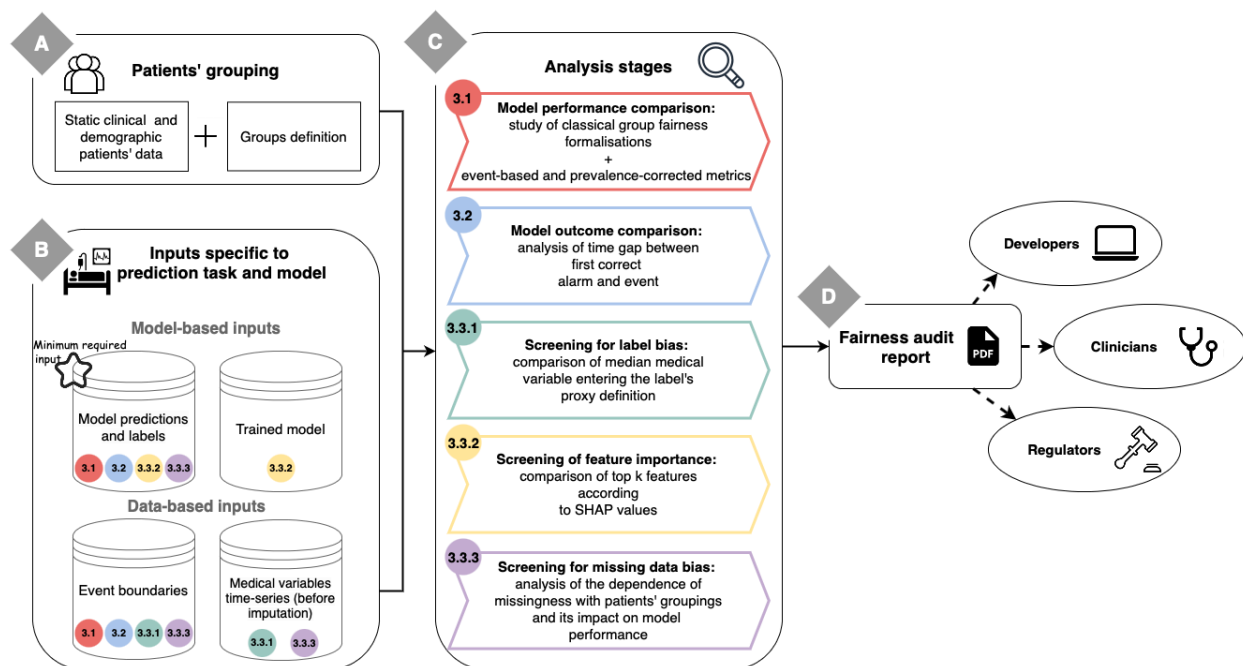 A
Patients' grouping
Static clinical and
demographic
patients' data
+
Groups definition
B
Inputs specific to
prediction task and model
Model-based inputs
Minimum required
input
Model predictions
and labels
3.1 3.2 3.3.2 3.3.3
Trained model
3.3.2
Data-based inputs
Event boundaries
3.1 3.2 3.3.1 3.3.3
Medical variables
time-series (before
imputation)
3.3.1 3.3.3
C
Analysis stages
3.1
Model performance comparison:
study of classical group fairness
formalisations
+
event-based and prevalence-corrected metrics
3.2
Model outcome comparison:
analysis of time gap between
first correct
alarm and event
3.3.1
Screening for label bias:
comparison of median medical
variable entering the label's
proxy definition
3.3.2
Screening of feature importance:
comparison of top k features
according
to SHAP values
3.3.3
Screening for missing data bias:
analysis of the dependence of
missingness with patients' groupings
and its impact on model
performance
D
Fairness audit
report
PDF
Developers
Clinicians
Regulators